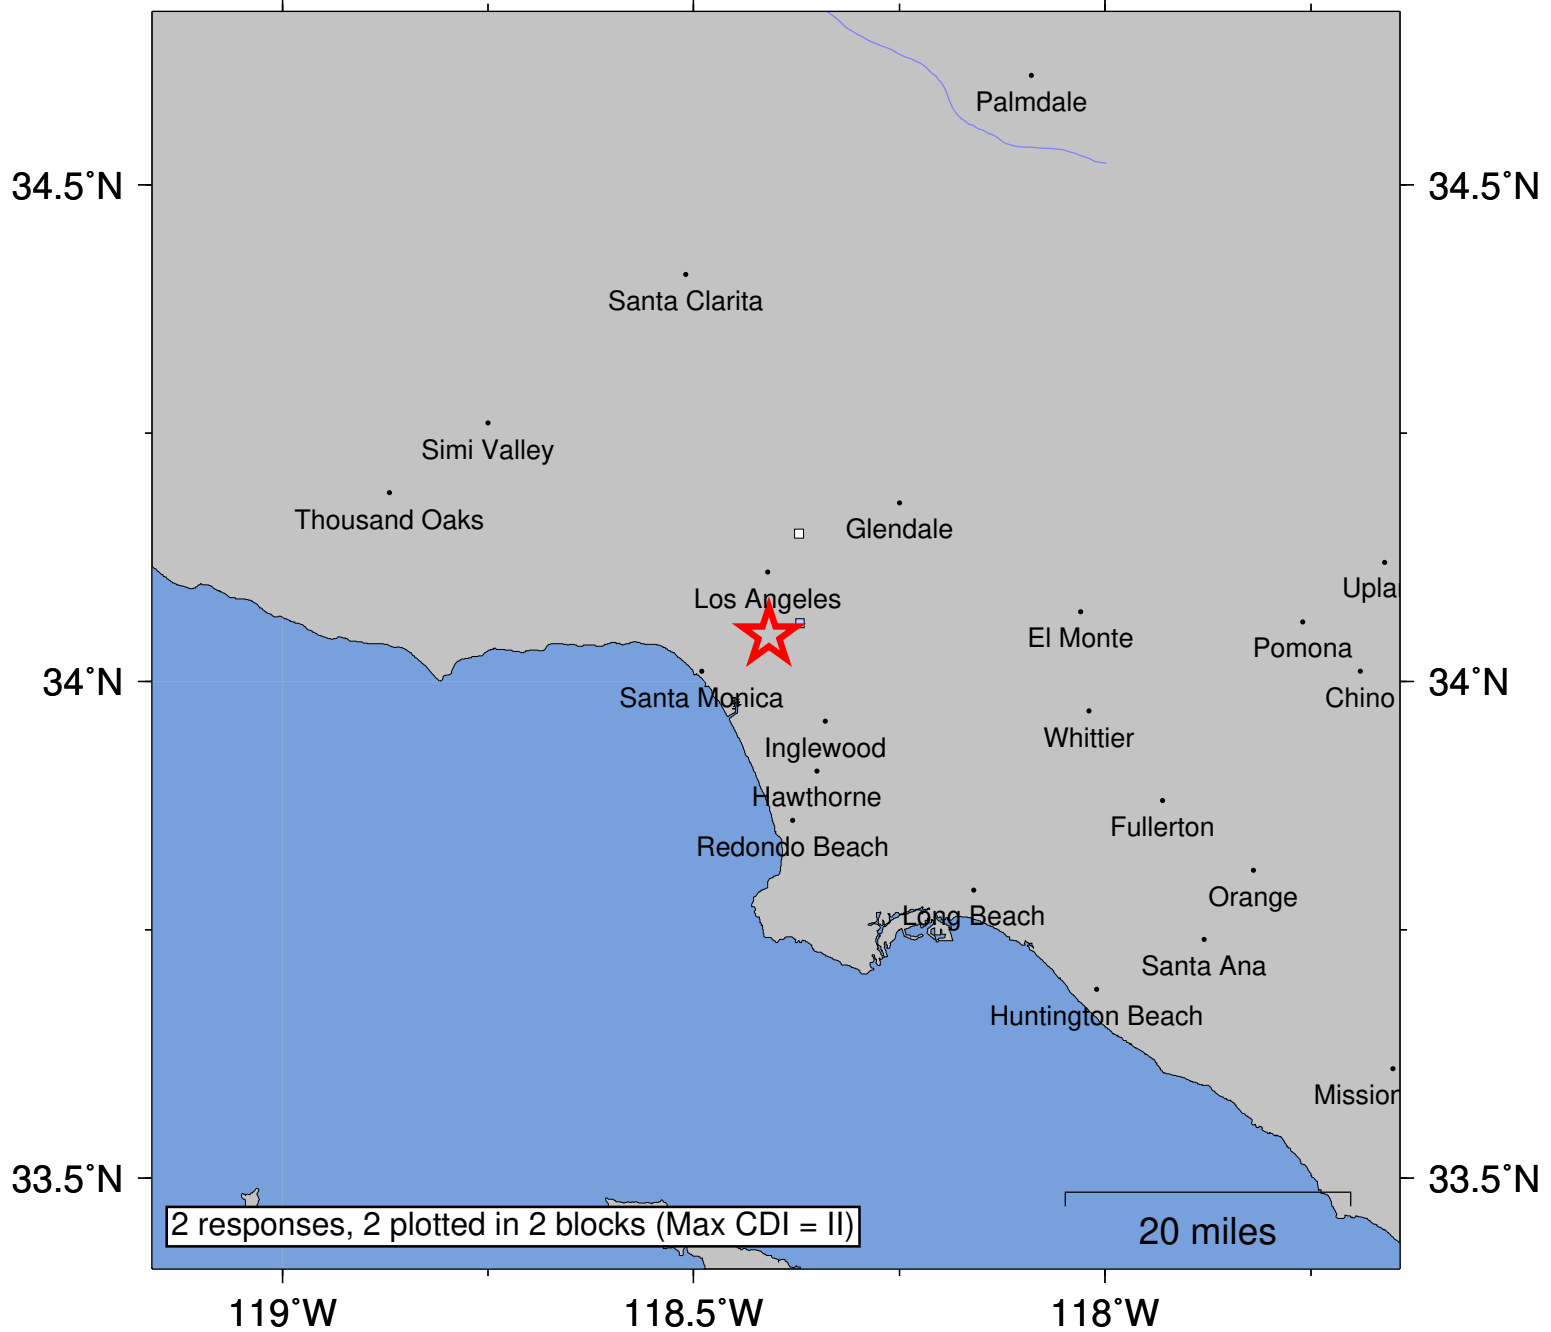 Palmdale
34.5°N
34.5°N
Santa Clarita
Simi Valley
Thousand Oaks
Glendale
Los Angeles
Upla
El Monte
Pomona
34°N
34°N
Santa Monica
Chino
Whittier
Inglewood
Hawthorne
Fullerton
Redondo Beach
Orange
Long Beach
Santa Ana
Huntington Beach
Mission
33.5°N
33.5°N
2 responses, 2 plotted in 2 blocks (Max CDI = II)
20 miles
119°W
118.5°W
118°W